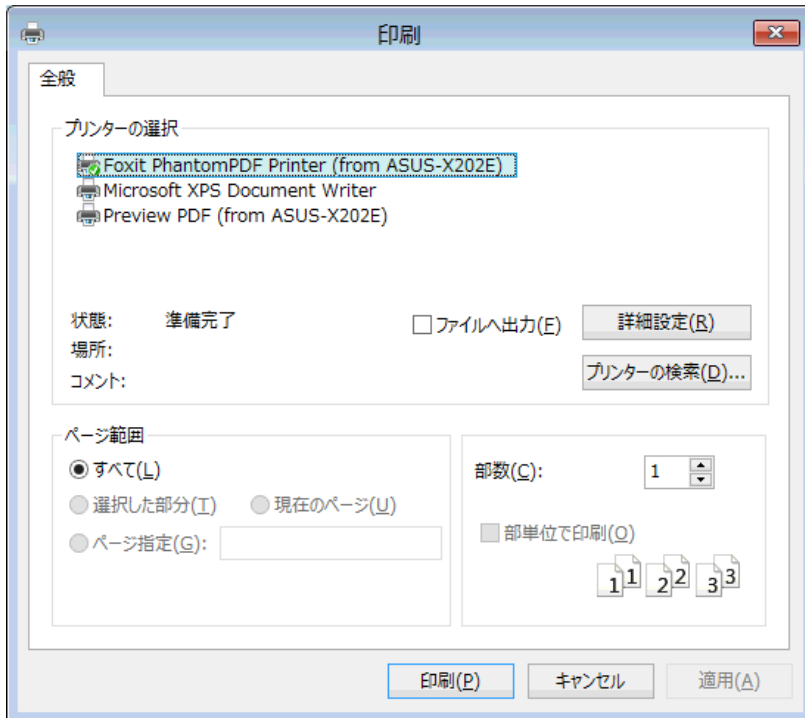 印刷
全般
プリンターの選択
Foxit PhantomPDF Printer (from ASUS-X202E)
Microsoft XPS Document Writer
Preview PDF (from ASUS-X202E)
状態: 準備完了
ファイルへ出力(F)
詳細設定(R)
場所:
コメント:
プリンターの検索(D)...
ページ範囲
すべて(L)
選択した部分(T) 現在のページ(U)
ページ指定(G):
部数(C): 1
部単位で印刷(O)
1 1 2 2 3 3
印刷(P) キャンセル 適用(A)